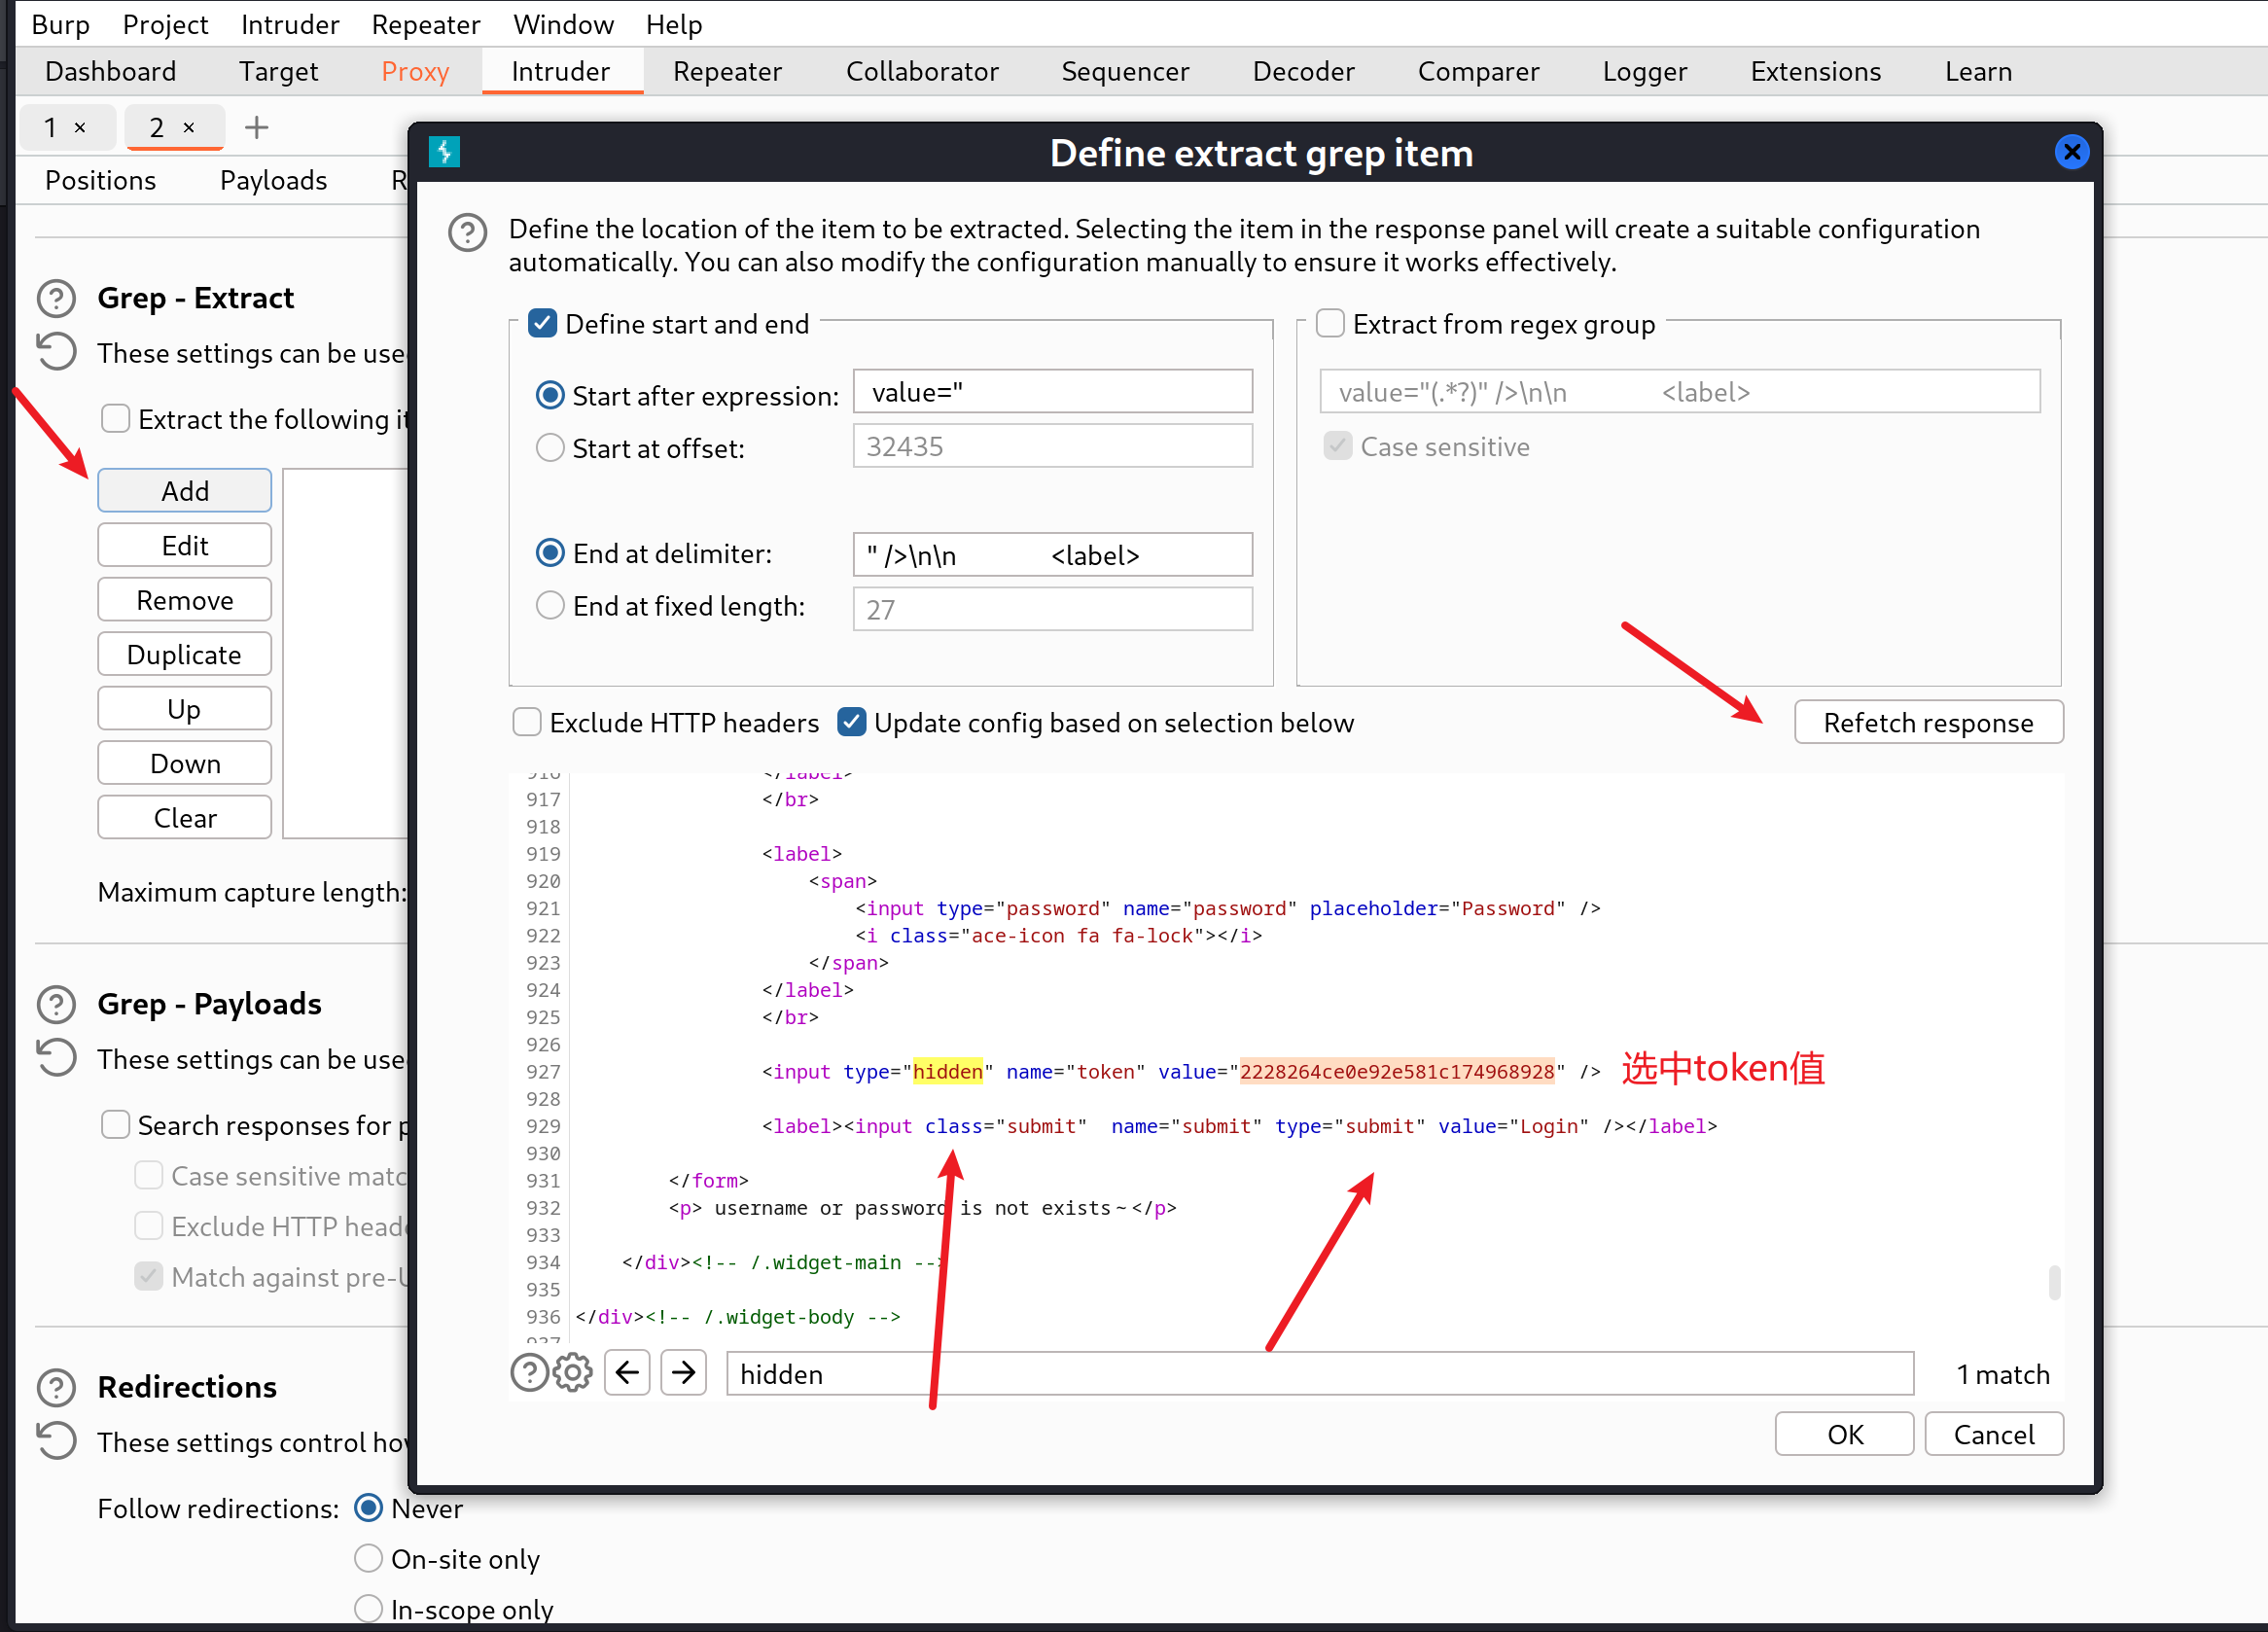 Burp Project Intruder Repeater Window Help
Dashboard Target Proxy Intruder Repeater Collaborator Sequencer Decoder Comparer Logger Extensions Learn
1 × 2 × +
Positions Payloads R
Grep - Extract
These settings can be use
Extract the following it
Add
Edit
Remove
Duplicate
Up
Down
Clear
Maximum capture length:
Grep - Payloads
These settings can be use
Search responses for p
Case sensitive matc
Exclude HTTP heade
Match against pre-U
Redirections
These settings control how
Follow redirections: Never
On-site only
In-scope only
Define extract grep item
Define the location of the item to be extracted. Selecting the item in the response panel will create a suitable configuration
automatically. You can also modify the configuration manually to ensure it works effectively.
Define start and end
Start after expression: value="
Start at offset: 32435
End at delimiter: " />\n\n <label>
End at fixed length: 27
Extract from regex group
value="(.*?)" />\n\n <label>
Case sensitive
Exclude HTTP headers Update config based on selection below
Refetch response
916 </label>
917 </br>
918
919 <label>
920 <span>
921 <input type="password" name="password" placeholder="Password" />
922 <i class="ace-icon fa fa-lock"></i>
923 </span>
924 </label>
925 </br>
926
927 <input type="hidden" name="token" value="2228264ce0e92e581c174968928" /> 选中token值
928
929 <label><input class="submit"  name="submit" type="submit" value="Login" /></label>
930
931 </form>
932 <p> username or password is not exists~</p>
933
934 </div><!-- /.widget-main -->
935
936 </div><!-- /.widget-body -->
937
hidden 1 match
OK Cancel